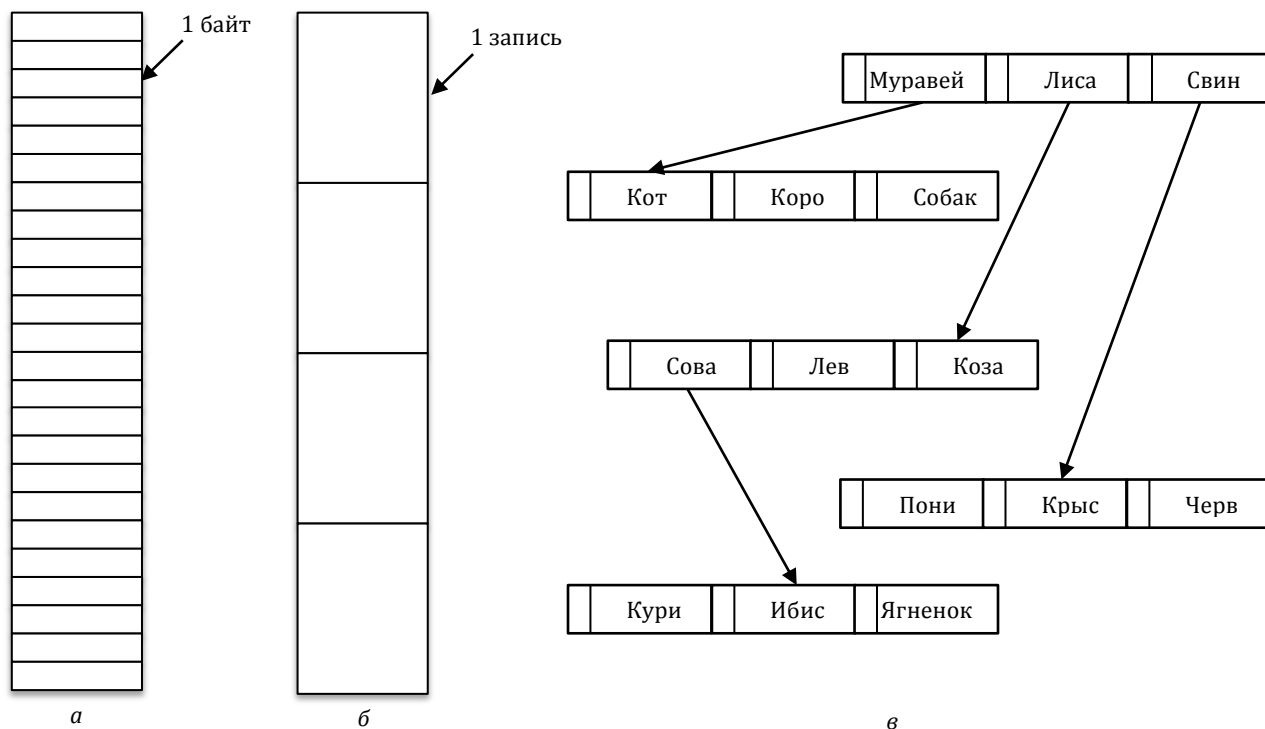 1 байт
1 запись
Муравей Лиса Свин
Кот Коро Собак
Сова Лев Коза
Пони Крыс Черв
Кури Ибис Ягненок
а б в